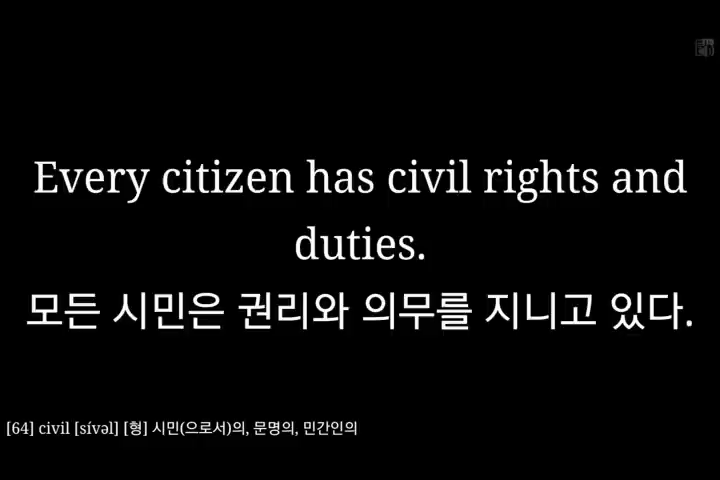 Every citizen has civil rights and
duties.
모든 시민은 권리와 의무를 지니고 있다.
[64] civil [sívəl] [형] 시민(으로서)의, 문명의, 민간인의